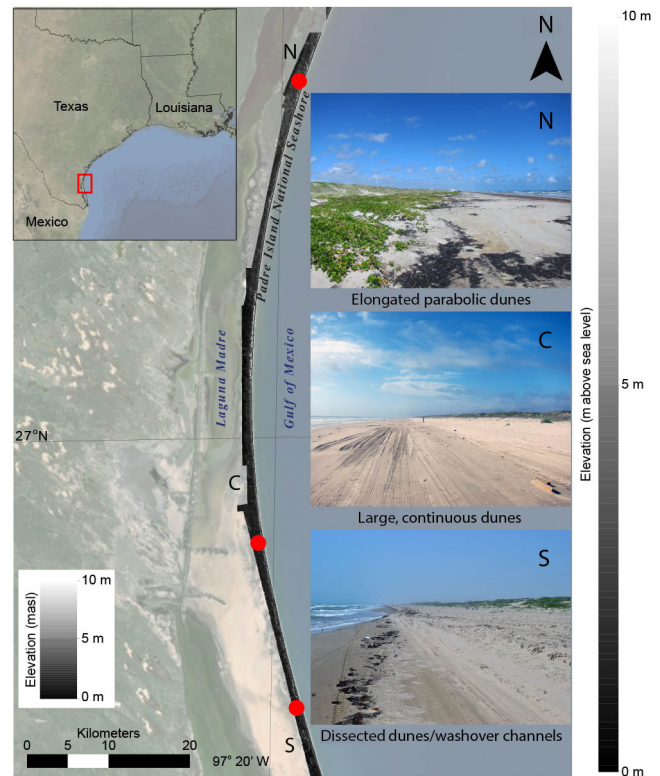 Texas
Louisiana
Mexico
N
Padre Island National Seashore
Laguna Madre
Gulf of Mexico
27°N
C
S
97° 20' W
Elevation (masl)
10 m
5 m
0 m
Kilometers
0 5 10 20
N
N
Elongated parabolic dunes
C
Large, continuous dunes
S
Dissected dunes/washover channels
Elevation (m above sea level)
10 m
5 m
0 m